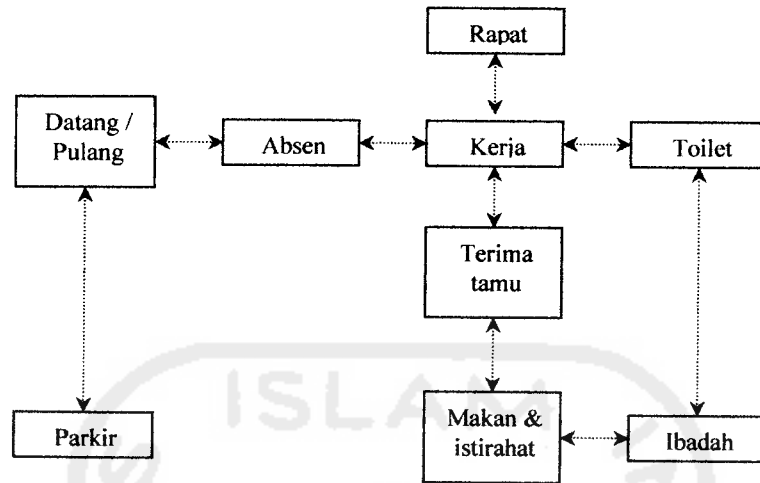 Rapat
Datang /
Pulang
Absen
Kerja
Toilet
Terima
tamu
ISLAM
Parkir
Makan &
istirahat
Ibadah